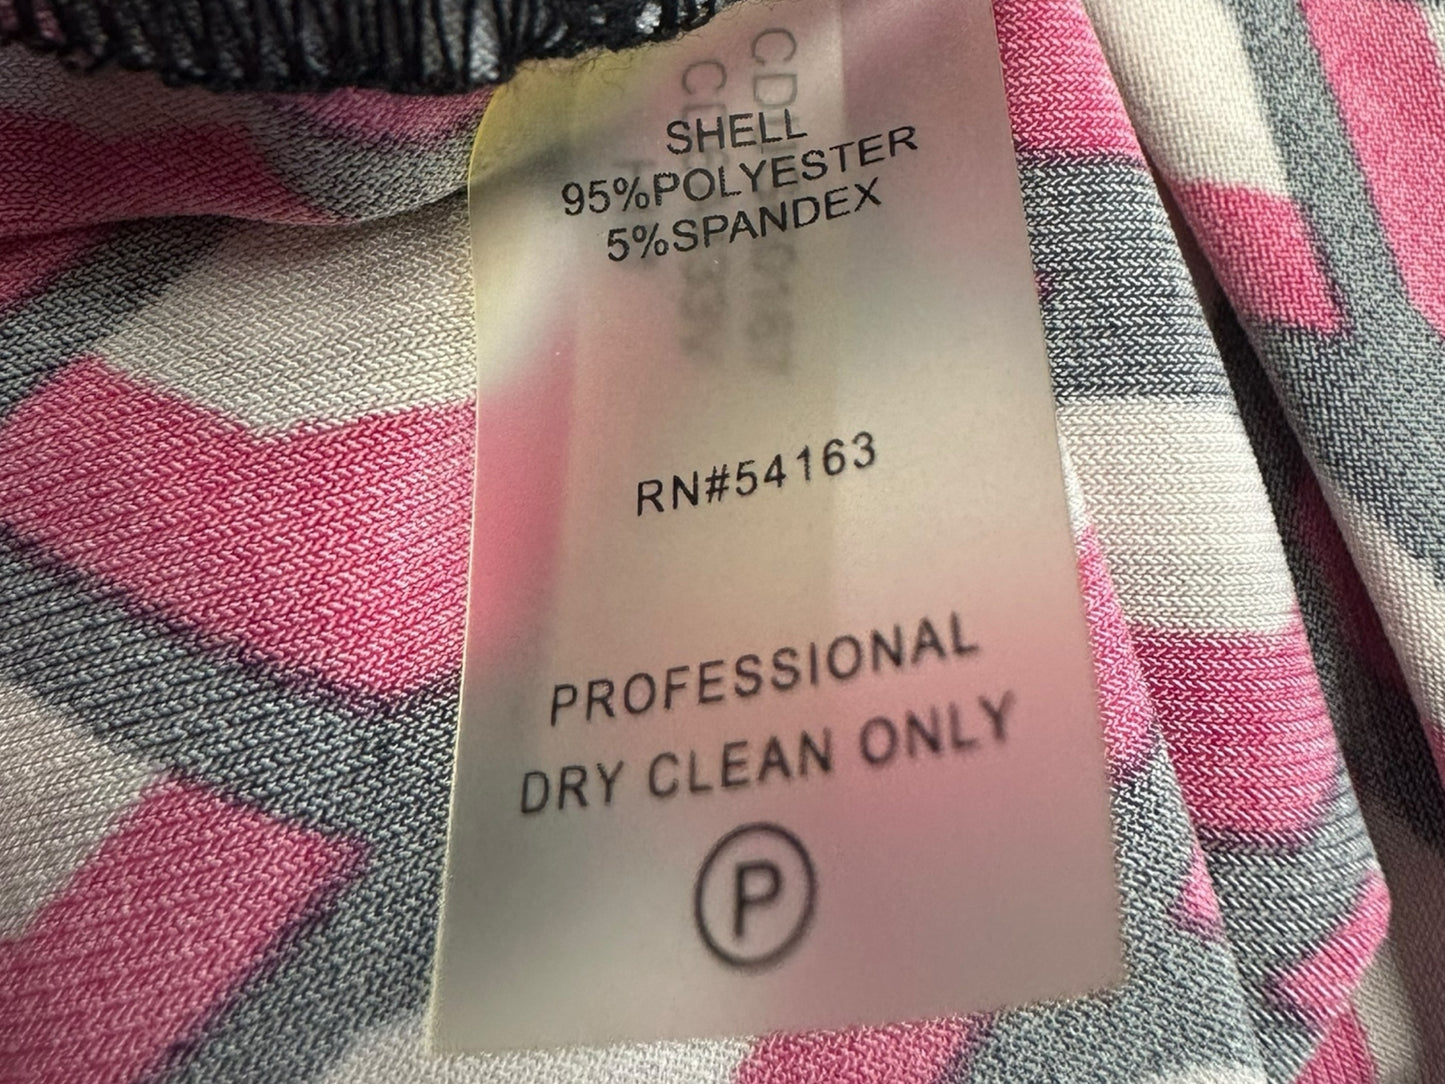 SHELL
95%POLYESTER
5%SPANDEX
RN#54163
PROFESSIONAL
DRY CLEAN ONLY
P